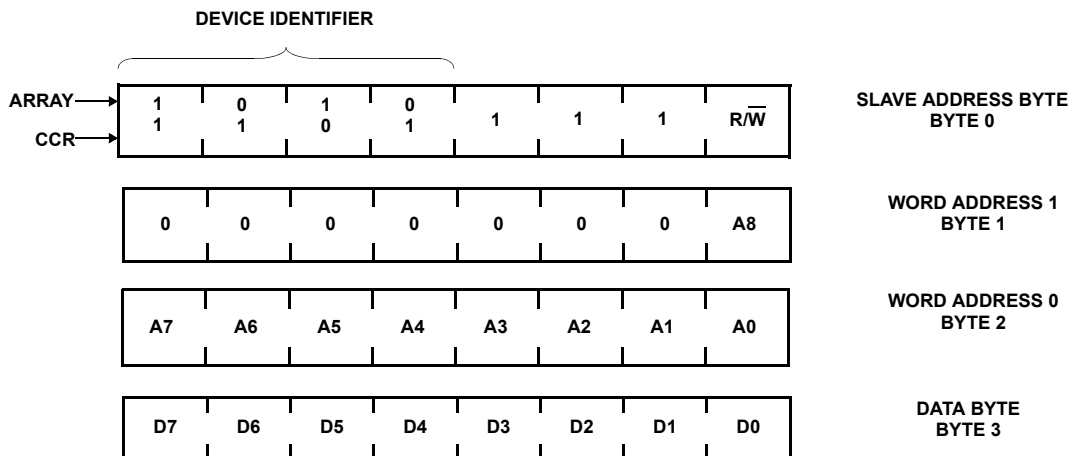 DEVICE IDENTIFIER
ARRAY
CCR
1 0 1 0
1 1 0 1 1 1 1 R/W̅
SLAVE ADDRESS BYTE
BYTE 0
0 0 0 0 0 0 0 A8
WORD ADDRESS 1
BYTE 1
A7 A6 A5 A4 A3 A2 A1 A0
WORD ADDRESS 0
BYTE 2
D7 D6 D5 D4 D3 D2 D1 D0
DATA BYTE
BYTE 3